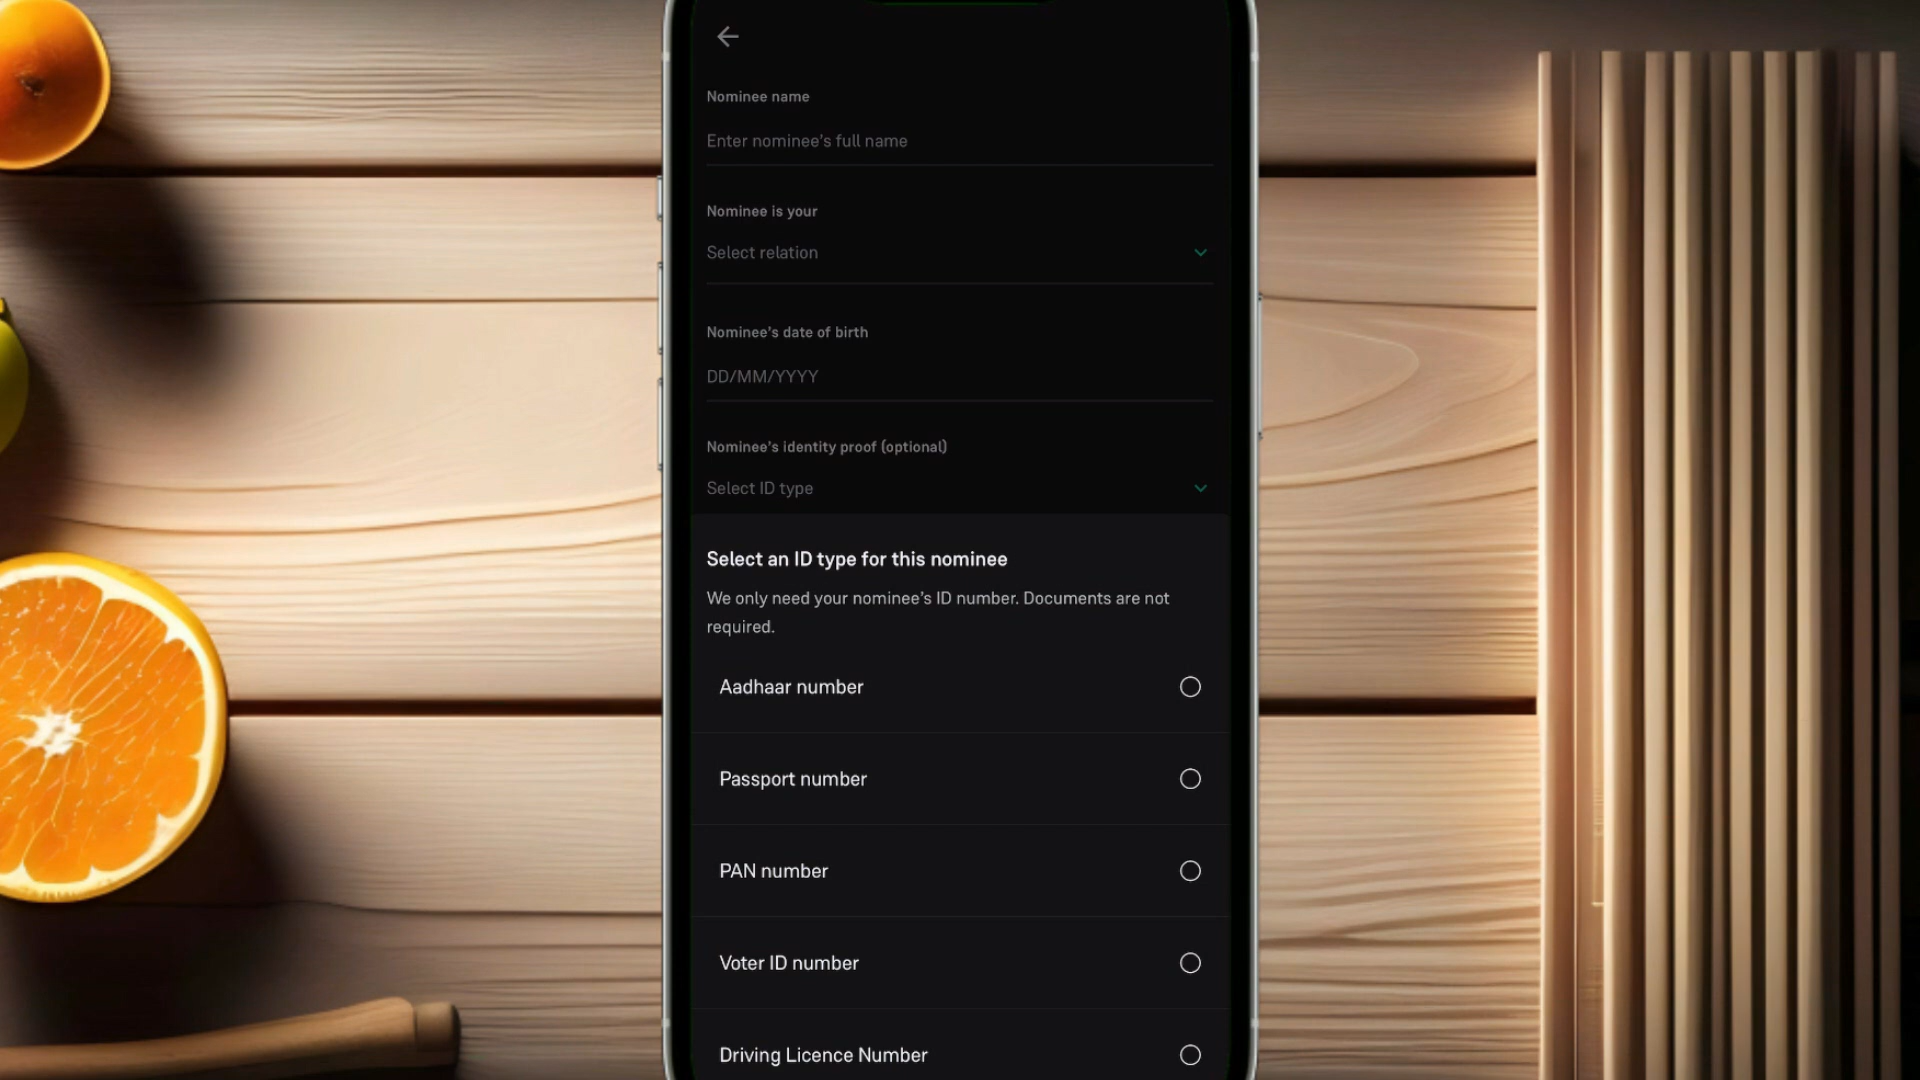 Nominee name
Enter nominee's full name
Nominee is your
Select relation
Nominee's date of birth
DD/MM/YYYY
Nominee's identity proof (optional)
Select ID type
Select an ID type for this nominee
We only need your nominee's ID number. Documents are not
required.
Aadhaar number
Passport number
PAN number
Voter ID number
Driving Licence Number